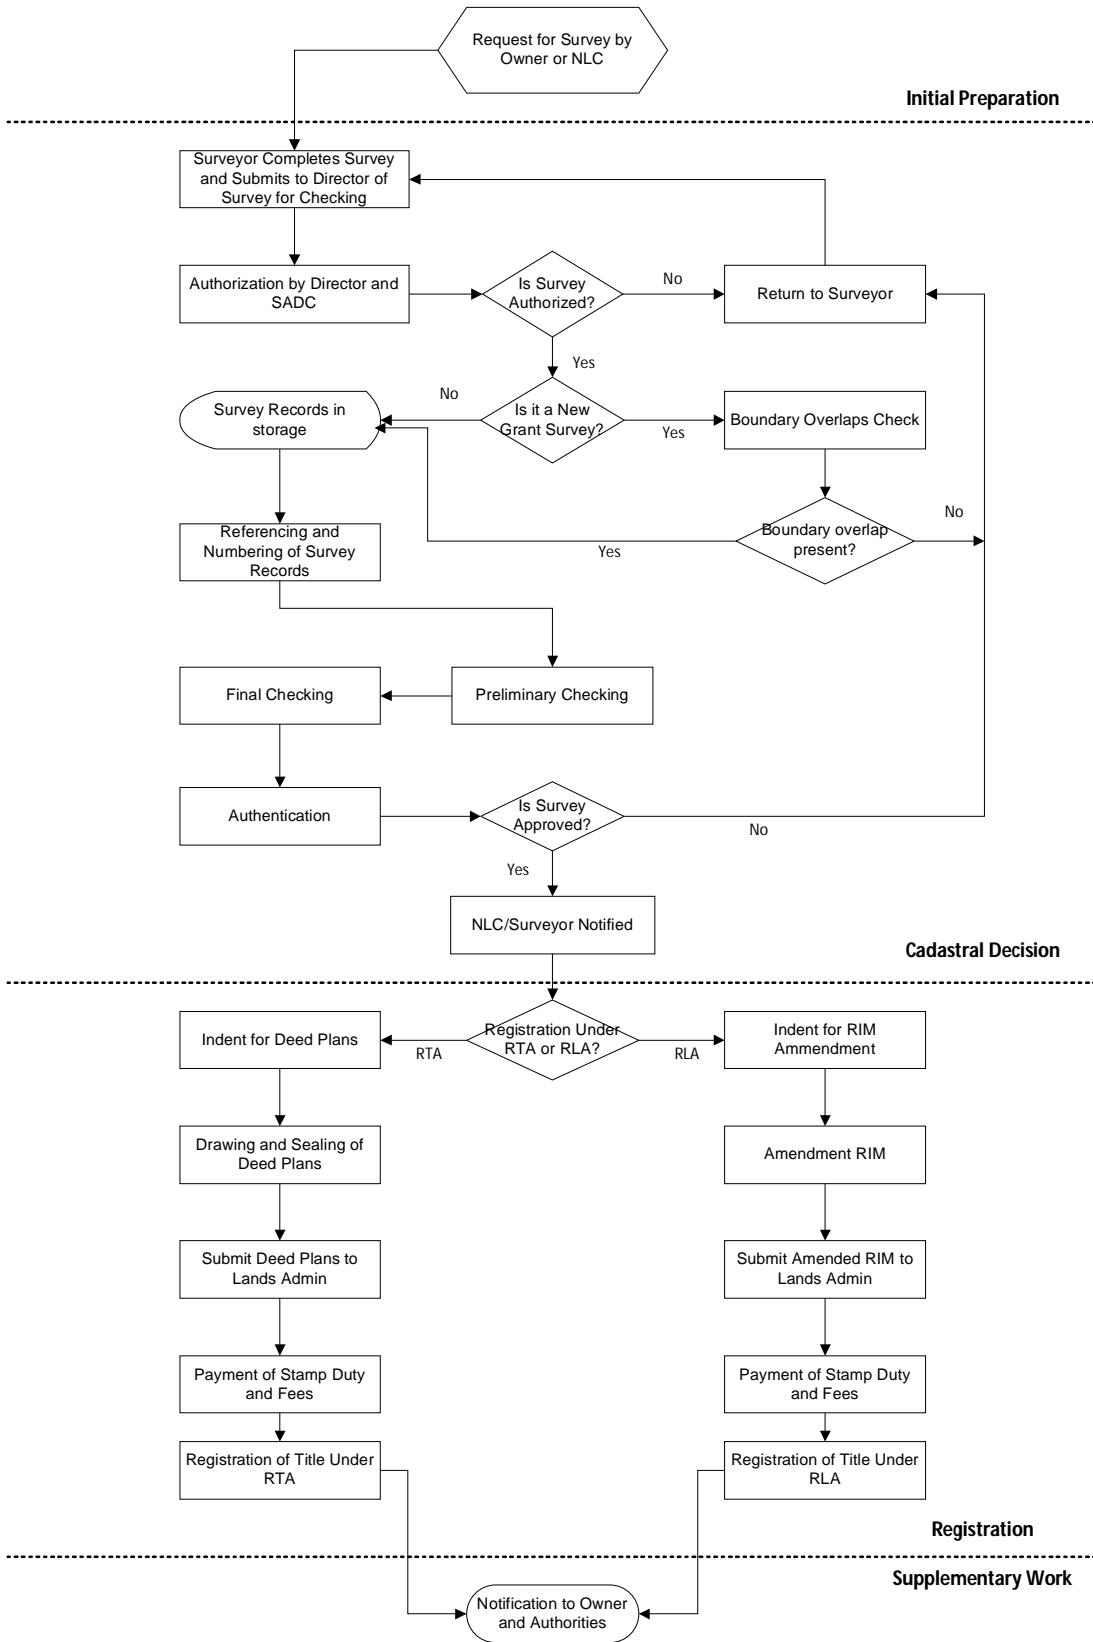 Request for Survey by
Owner or NLC
Initial Preparation
Surveyor Completes Survey
and Submits to Director of
Survey for Checking
Authorization by Director and
SADC
Is Survey
Authorized?
No
Return to Surveyor
Yes
Survey Records in
storage
No
Is it a New
Grant Survey?
Yes
Boundary Overlaps Check
Referencing and
Numbering of Survey
Records
Yes
Boundary overlap
present?
No
Final Checking
Preliminary Checking
Authentication
Is Survey
Approved?
No
Yes
NLC/Surveyor Notified
Cadastral Decision
Indent for Deed Plans
RTA
Registration Under
RTA or RLA?
RLA
Indent for RIM
Ammendment
Drawing and Sealing of
Deed Plans
Amendment RIM
Submit Deed Plans to
Lands Admin
Submit Amended RIM to
Lands Admin
Payment of Stamp Duty
and Fees
Payment of Stamp Duty
and Fees
Registration of Title Under
RTA
Registration of Title Under
RLA
Registration
Supplementary Work
Notification to Owner
and Authorities